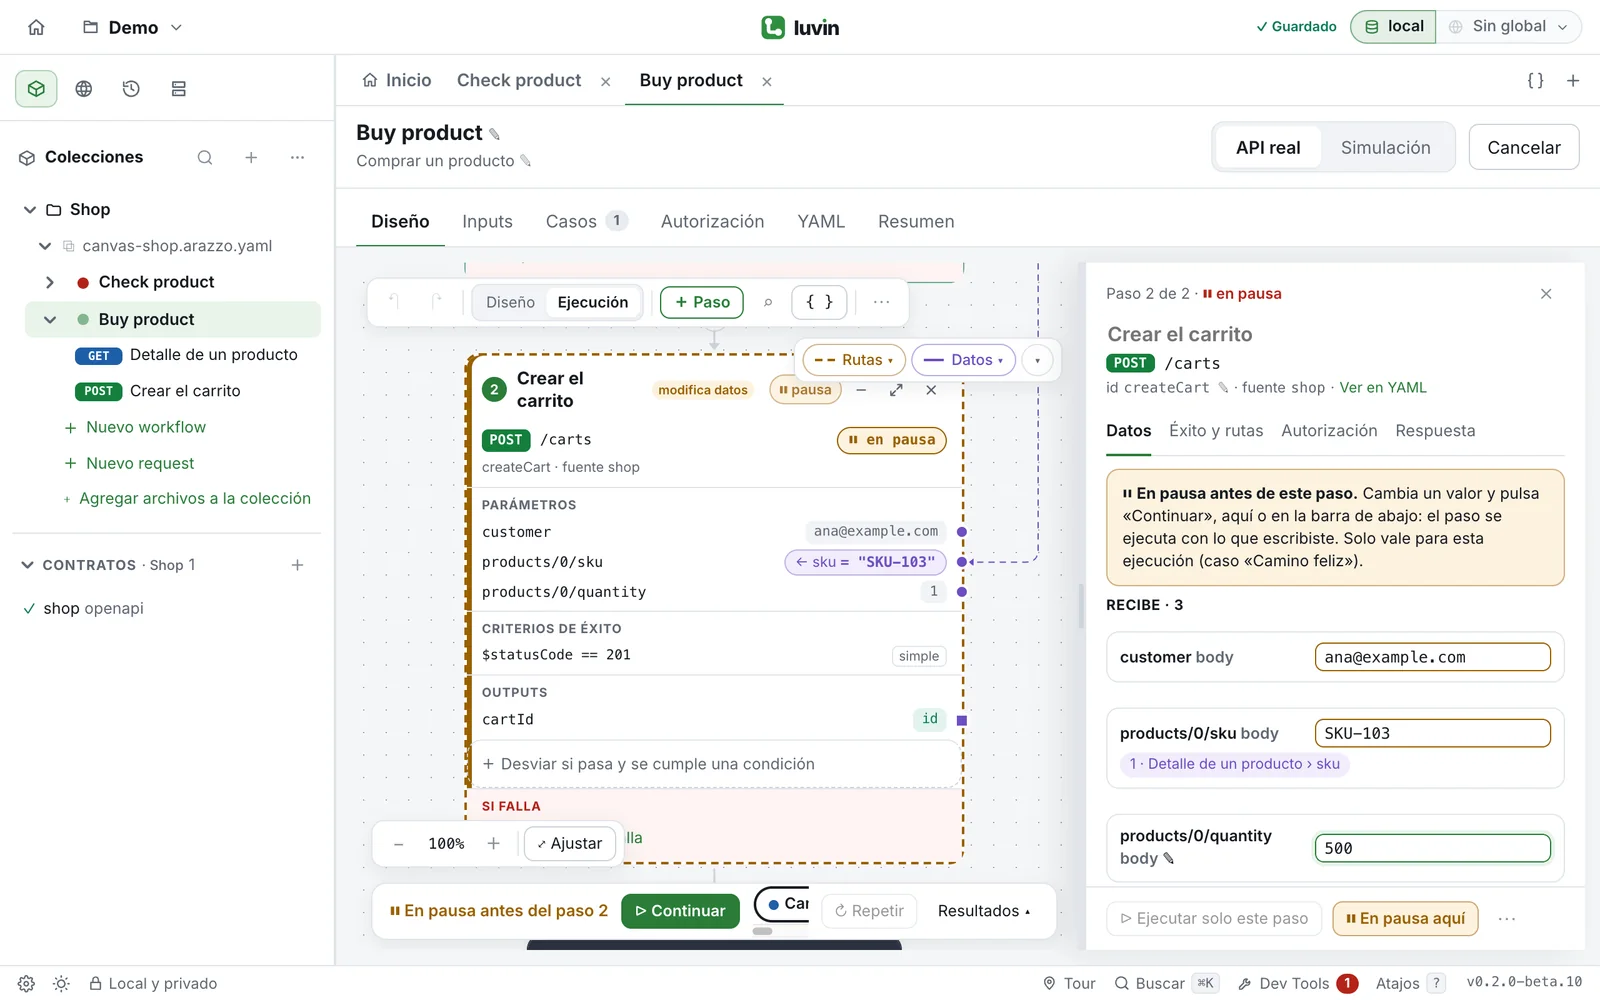 Demo
luvin
Guardado
local
Sin global
Inicio
Check product
Buy product
{ }
Colecciones
Buy product
Comprar un producto
API real
Simulación
Cancelar
Shop
canvas-shop.arazzo.yaml
Check product
Buy product
GET Detalle de un producto
POST Crear el carrito
+ Nuevo workflow
+ Nuevo request
+ Agregar archivos a la colección
CONTRATOS · Shop 1
shop openapi
Diseño
Inputs
Casos 1
Autorización
YAML
Resumen
Diseño
Ejecución
+ Paso
{ }
...
Rutas
Datos
2
Crear el
carrito
modifica datos
pausa
POST /carts
en pausa
createCart · fuente shop
PARÁMETROS
customer
ana@example.com
products/0/sku
← sku = "SKU-103"
products/0/quantity
1
CRITERIOS DE ÉXITO
$statusCode == 201
simple
OUTPUTS
cartId
id
+ Desviar si pasa y se cumple una condición
SI FALLA
lla
− 100% +
Ajustar
En pausa antes del paso 2
Continuar
Car
Repetir
Resultados
Paso 2 de 2 · en pausa
Crear el carrito
POST /carts
id createCart · fuente shop · Ver en YAML
Datos
Éxito y rutas
Autorización
Respuesta
En pausa antes de este paso. Cambia un valor y pulsa
«Continuar», aquí o en la barra de abajo: el paso se
ejecuta con lo que escribiste. Solo vale para esta
ejecución (caso «Camino feliz»).
RECIBE · 3
customer body
ana@example.com
products/0/sku body
SKU-103
1 · Detalle de un producto › sku
products/0/quantity
body
500
Ejecutar solo este paso
En pausa aquí
...
Local y privado
Tour
Buscar ⌘K
Dev Tools 1
Atajos ?
v0.2.0-beta.10